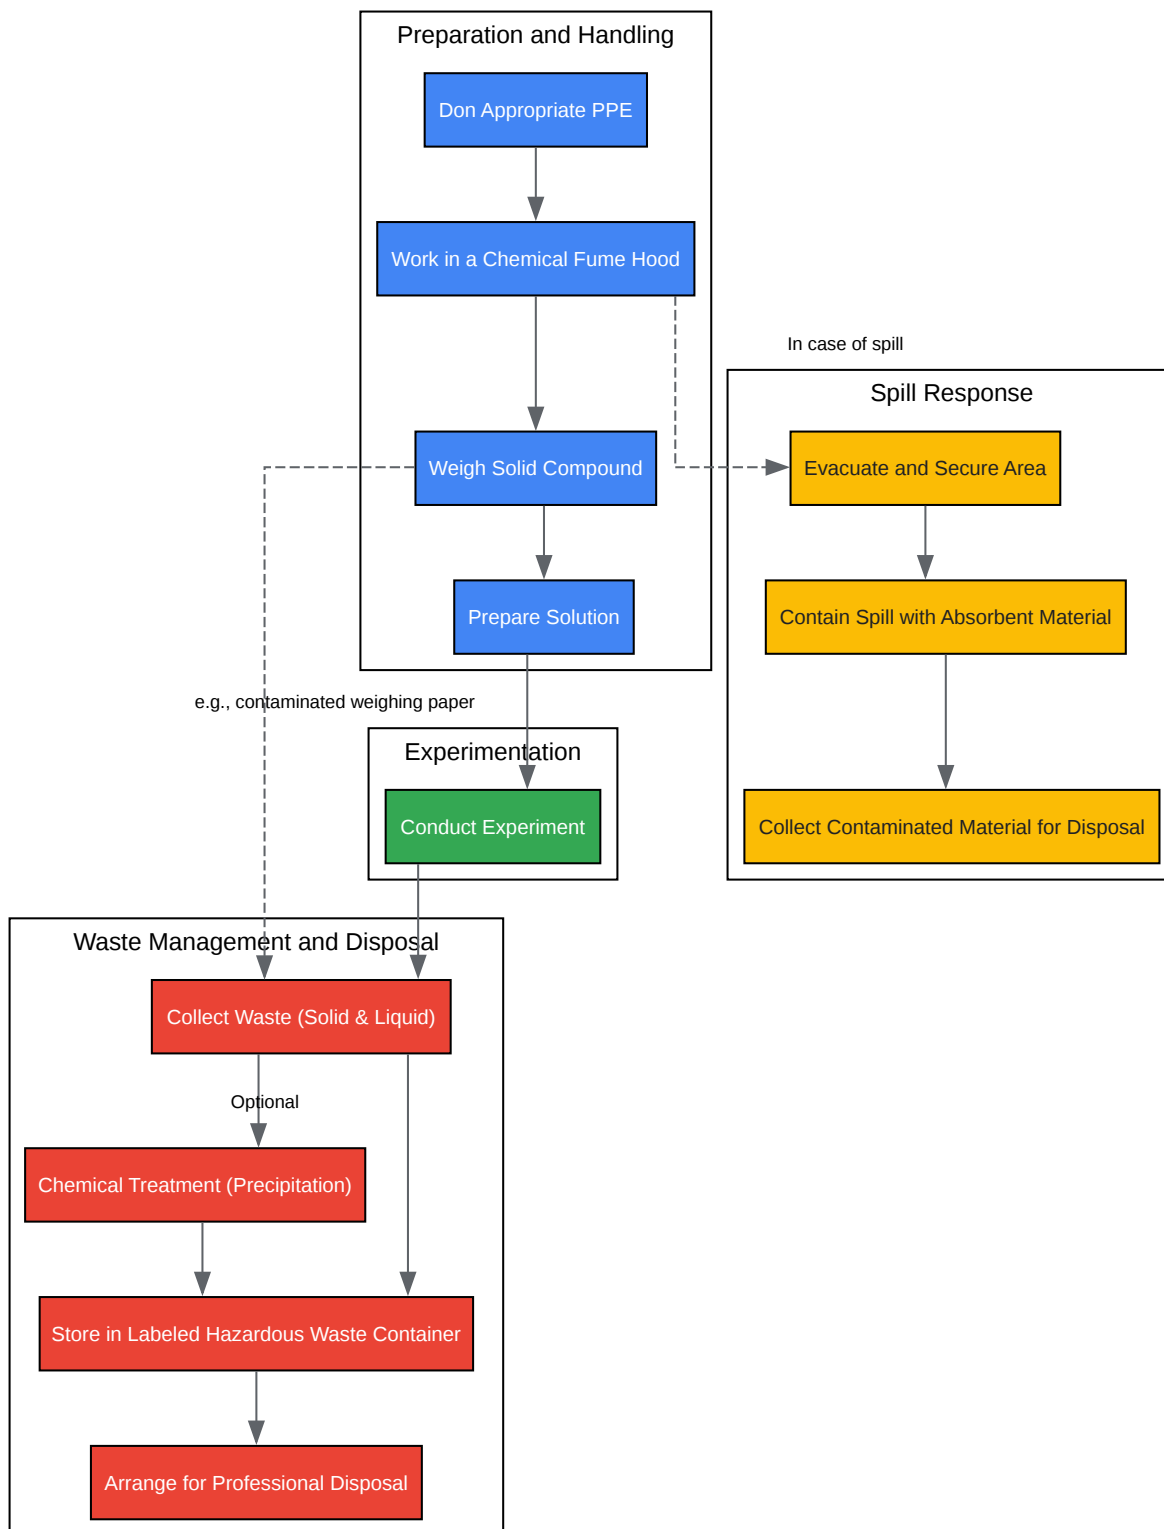 Preparation and Handling
Don Appropriate PPE
Work in a Chemical Fume Hood
In case of spill
Spill Response
Weigh Solid Compound
Evacuate and Secure Area
Prepare Solution
Contain Spill with Absorbent Material
e.g., contaminated weighing paper
Experimentation
Conduct Experiment
Collect Contaminated Material for Disposal
Waste Management and Disposal
Collect Waste (Solid & Liquid)
Optional
Chemical Treatment (Precipitation)
Store in Labeled Hazardous Waste Container
Arrange for Professional Disposal